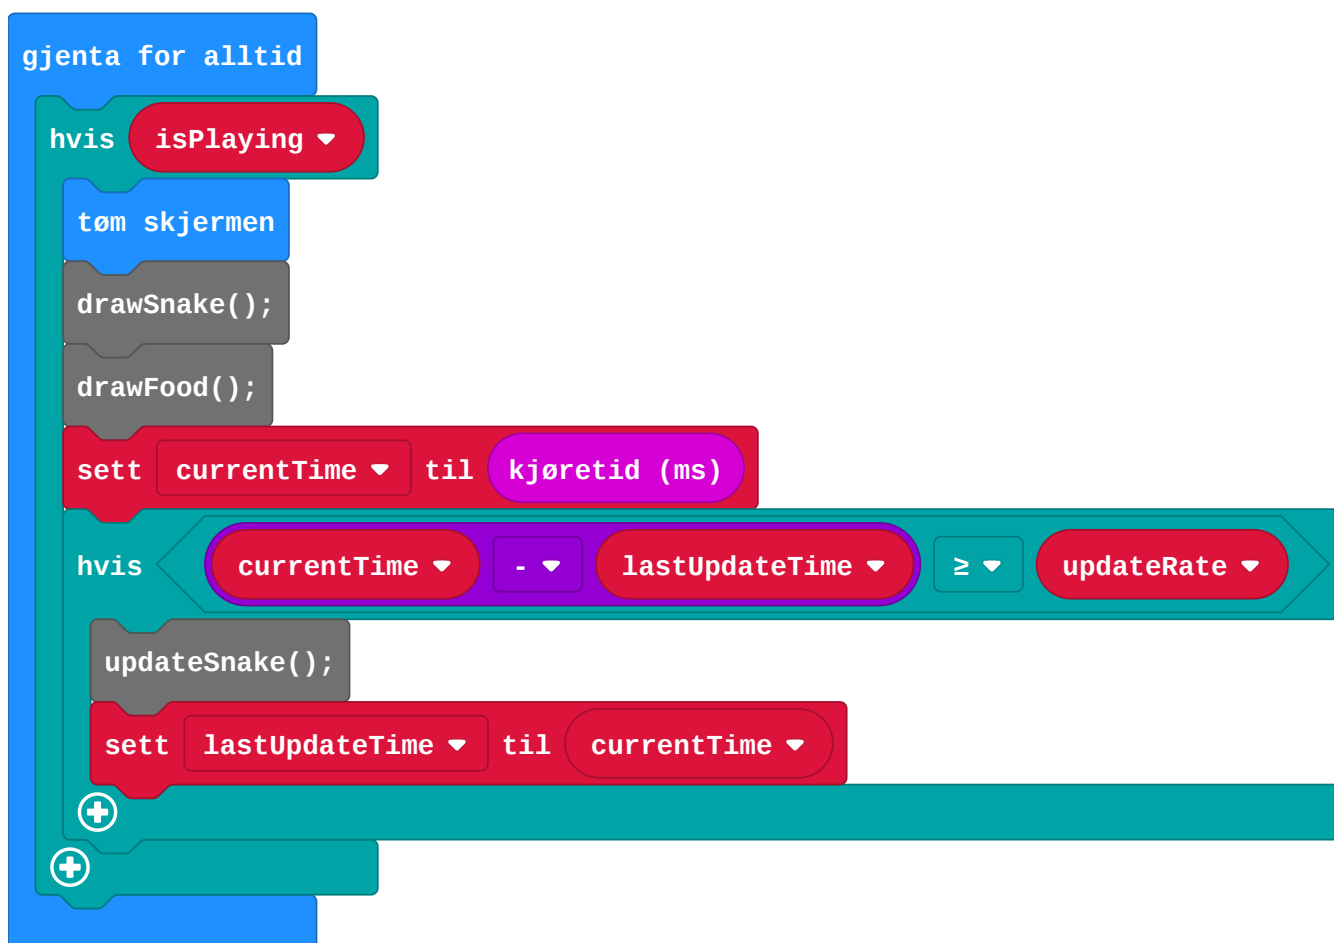 gjenta for alltid
hvis isPlaying
tøm skjermen
drawSnake();
drawFood();
sett currentTime til kjøretid (ms)
hvis currentTime - lastUpdateTime ≥ updateRate
updateSnake();
sett lastUpdateTime til currentTime